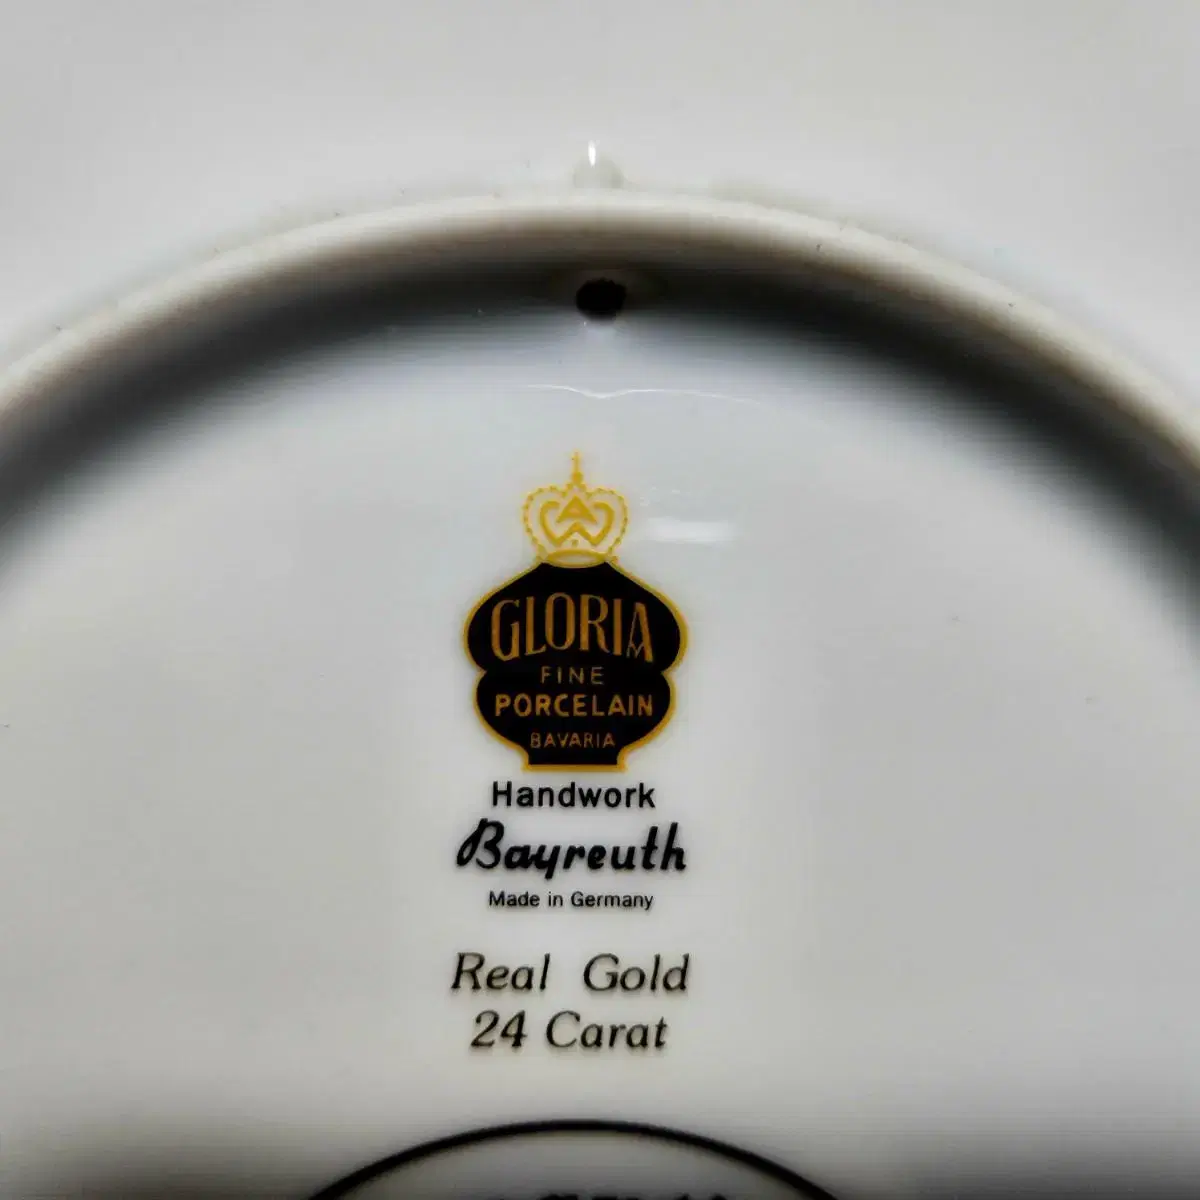 GLORIA
FINE
PORCELAIN
BAVARIA
Handwork
Bayreuth
Made in Germany
Real Gold
24 Carat